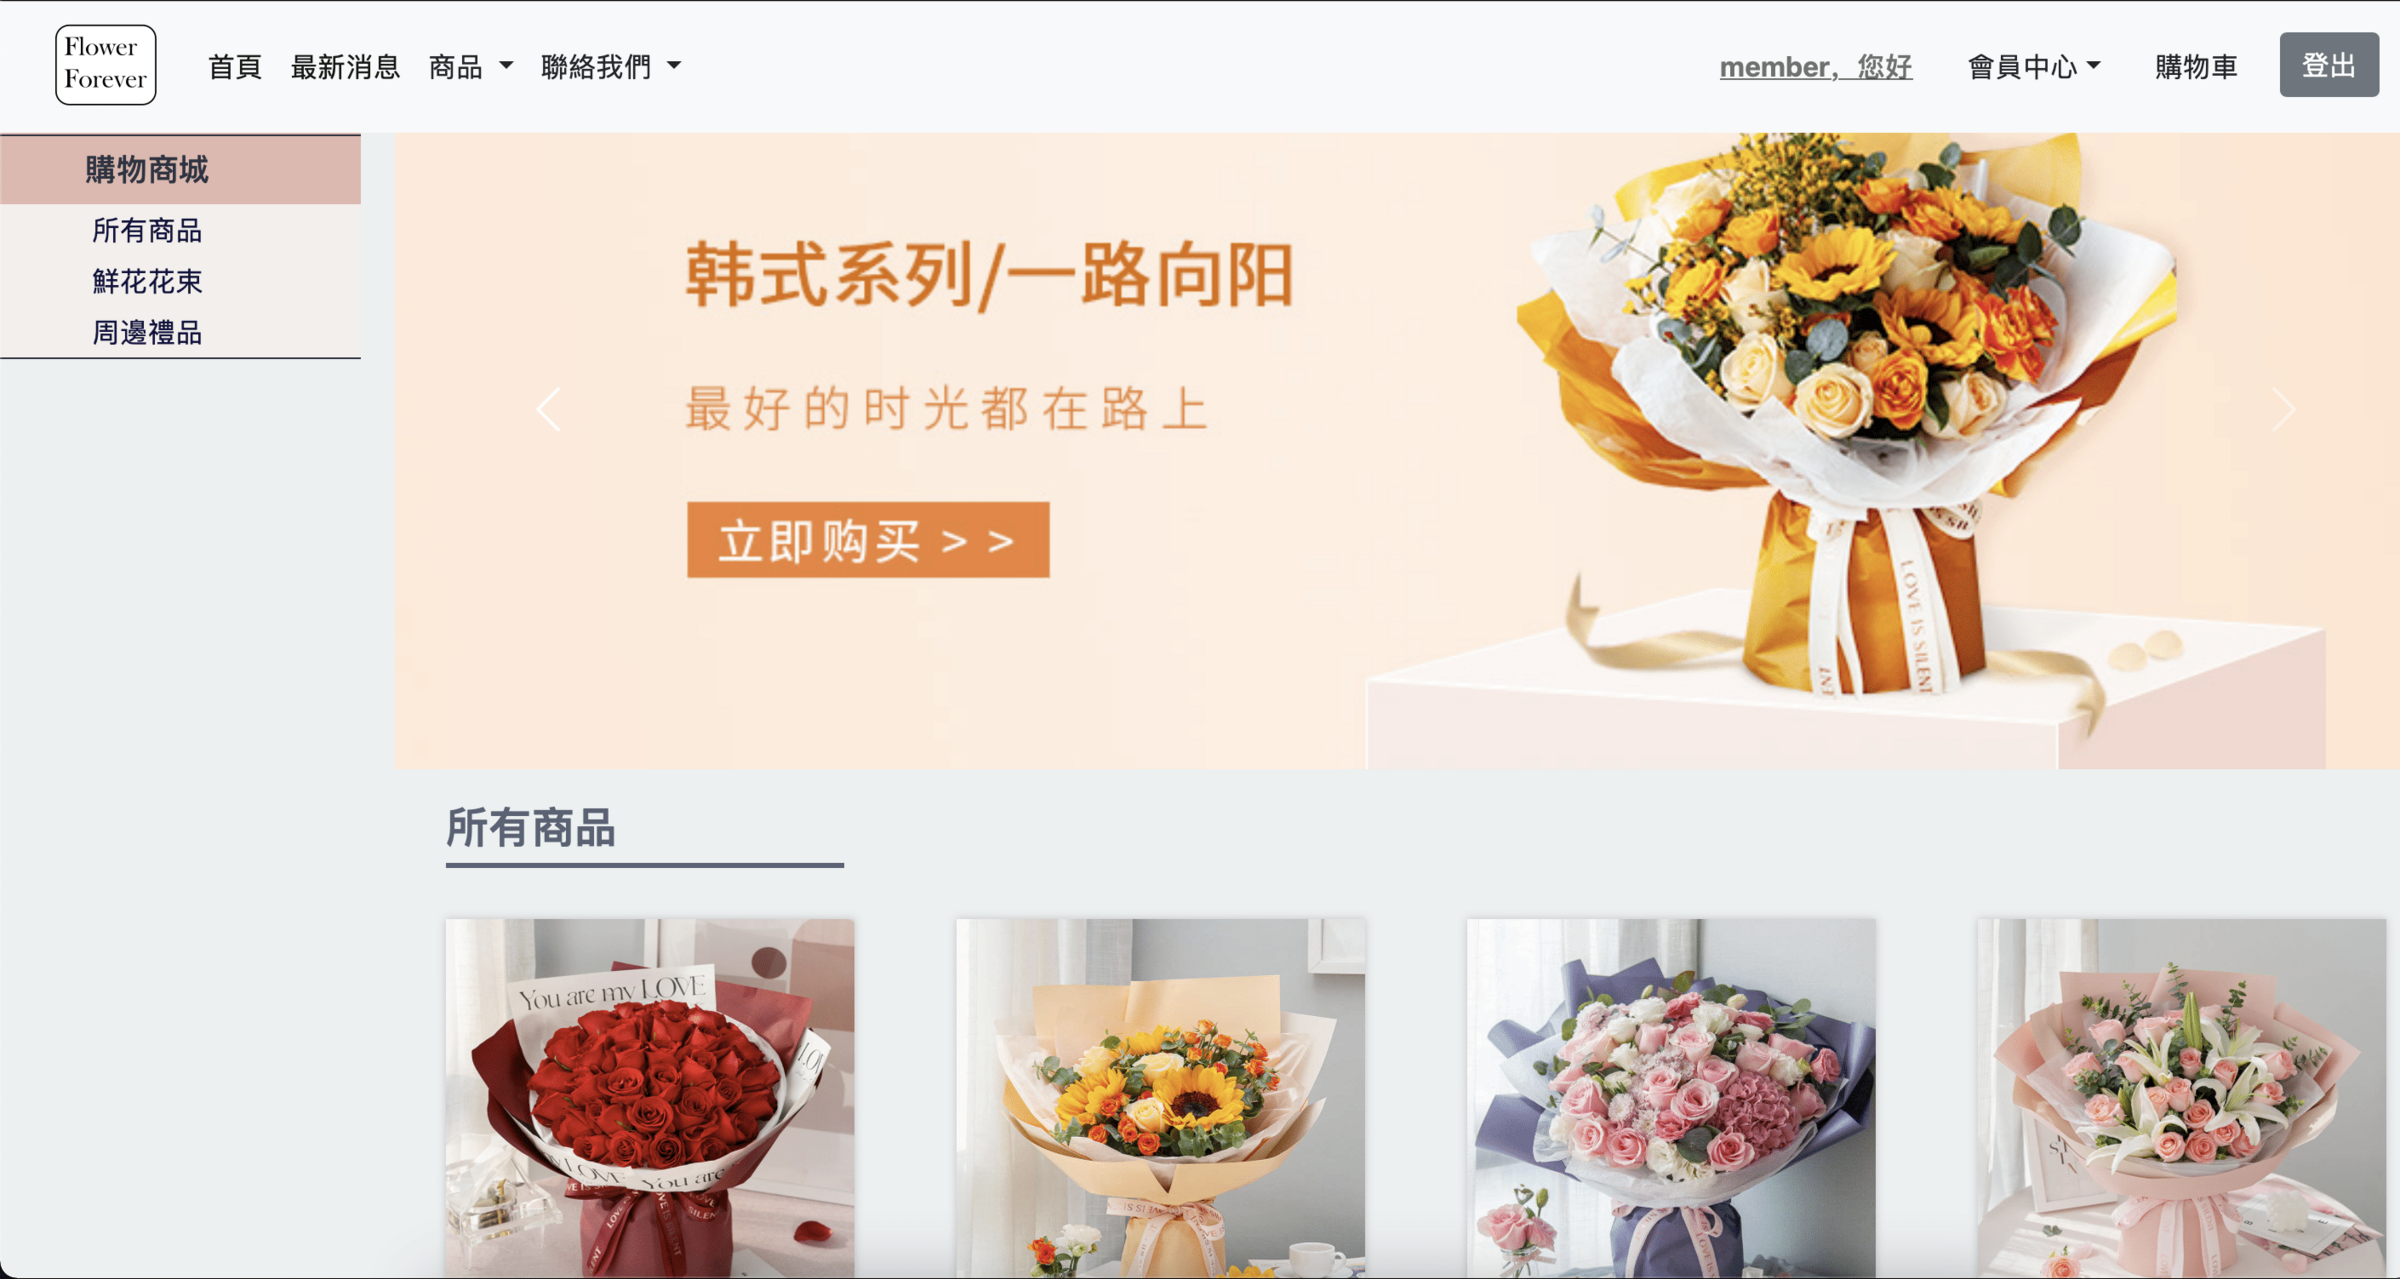 Flower
Forever
首頁 最新消息 商品 聯絡我們 member，您好 會員中心 購物車 登出
購物商城
所有商品
鮮花花束
周邊禮品
韩式系列/一路向阳
最好的时光都在路上
立即购买 > >
LOVE IS SILENT
所有商品
You are my LOVE